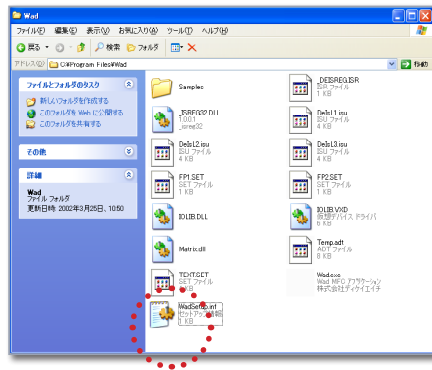 Wad
ファイル(F) 編集(E) 表示(V) お気に入り(A) ツール(T) ヘルプ(H)
戻る 検索 フォルダ
アドレス(D) C:¥Program Files¥Wad 移動
ファイルとフォルダのタスク
新しいフォルダを作成する
このフォルダを Web に公開する
このフォルダを共有する
その他
詳細
Wad
ファイル フォルダ
更新日時: 2002年3月25日、10:50
Samples
_DEISREG.ISR
ISR ファイル
1 KB
_ISREG32.DLL
1.0.0.1
_isreg32
DeIsL1.isu
ISU ファイル
4 KB
DeIsL2.isu
ISU ファイル
4 KB
DeIsL3.isu
ISU ファイル
4 KB
FP1.SET
SET ファイル
1 KB
FP2.SET
SET ファイル
1 KB
IOLIB.DLL
IOLIB.VXD
仮想デバイス ドライバ
6 KB
Matrix.dll
Temp.adt
ADT ファイル
8 KB
TEXT.SET
SET ファイル
KB
Wad.exe
Wad MFC アプリケーション
株式会社ディケイエイチ
WadSetup.inf
セットアップ情報
1 KB